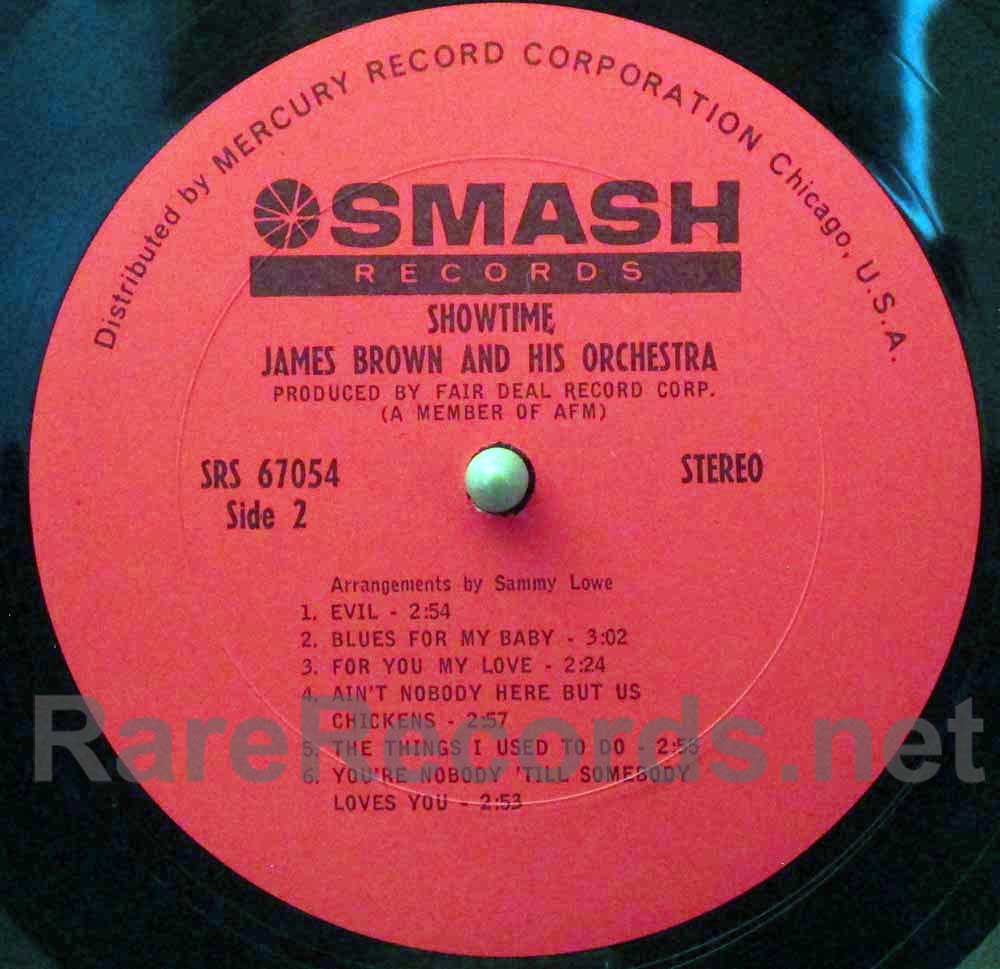 Distributed by MERCURY RECORD CORPORATION Chicago, U.S.A.
SMASH
RECORDS
SHOWTIME
JAMES BROWN AND HIS ORCHESTRA
PRODUCED BY FAIR DEAL RECORD CORP.
(A MEMBER OF AFM)
SRS 67054
STEREO
Side 2
Arrangements by Sammy Lowe
1. EVIL - 2:54
2. BLUES FOR MY BABY - 3:02
3. FOR YOU MY LOVE - 2:24
4. AIN'T NOBODY HERE BUT US
CHICKENS - 2:57
5. THE THINGS I USED TO DO -
6. YOU'RE NOBODY 'TILL SOMEBODY
LOVES YOU - 2:53
RareRecords.net